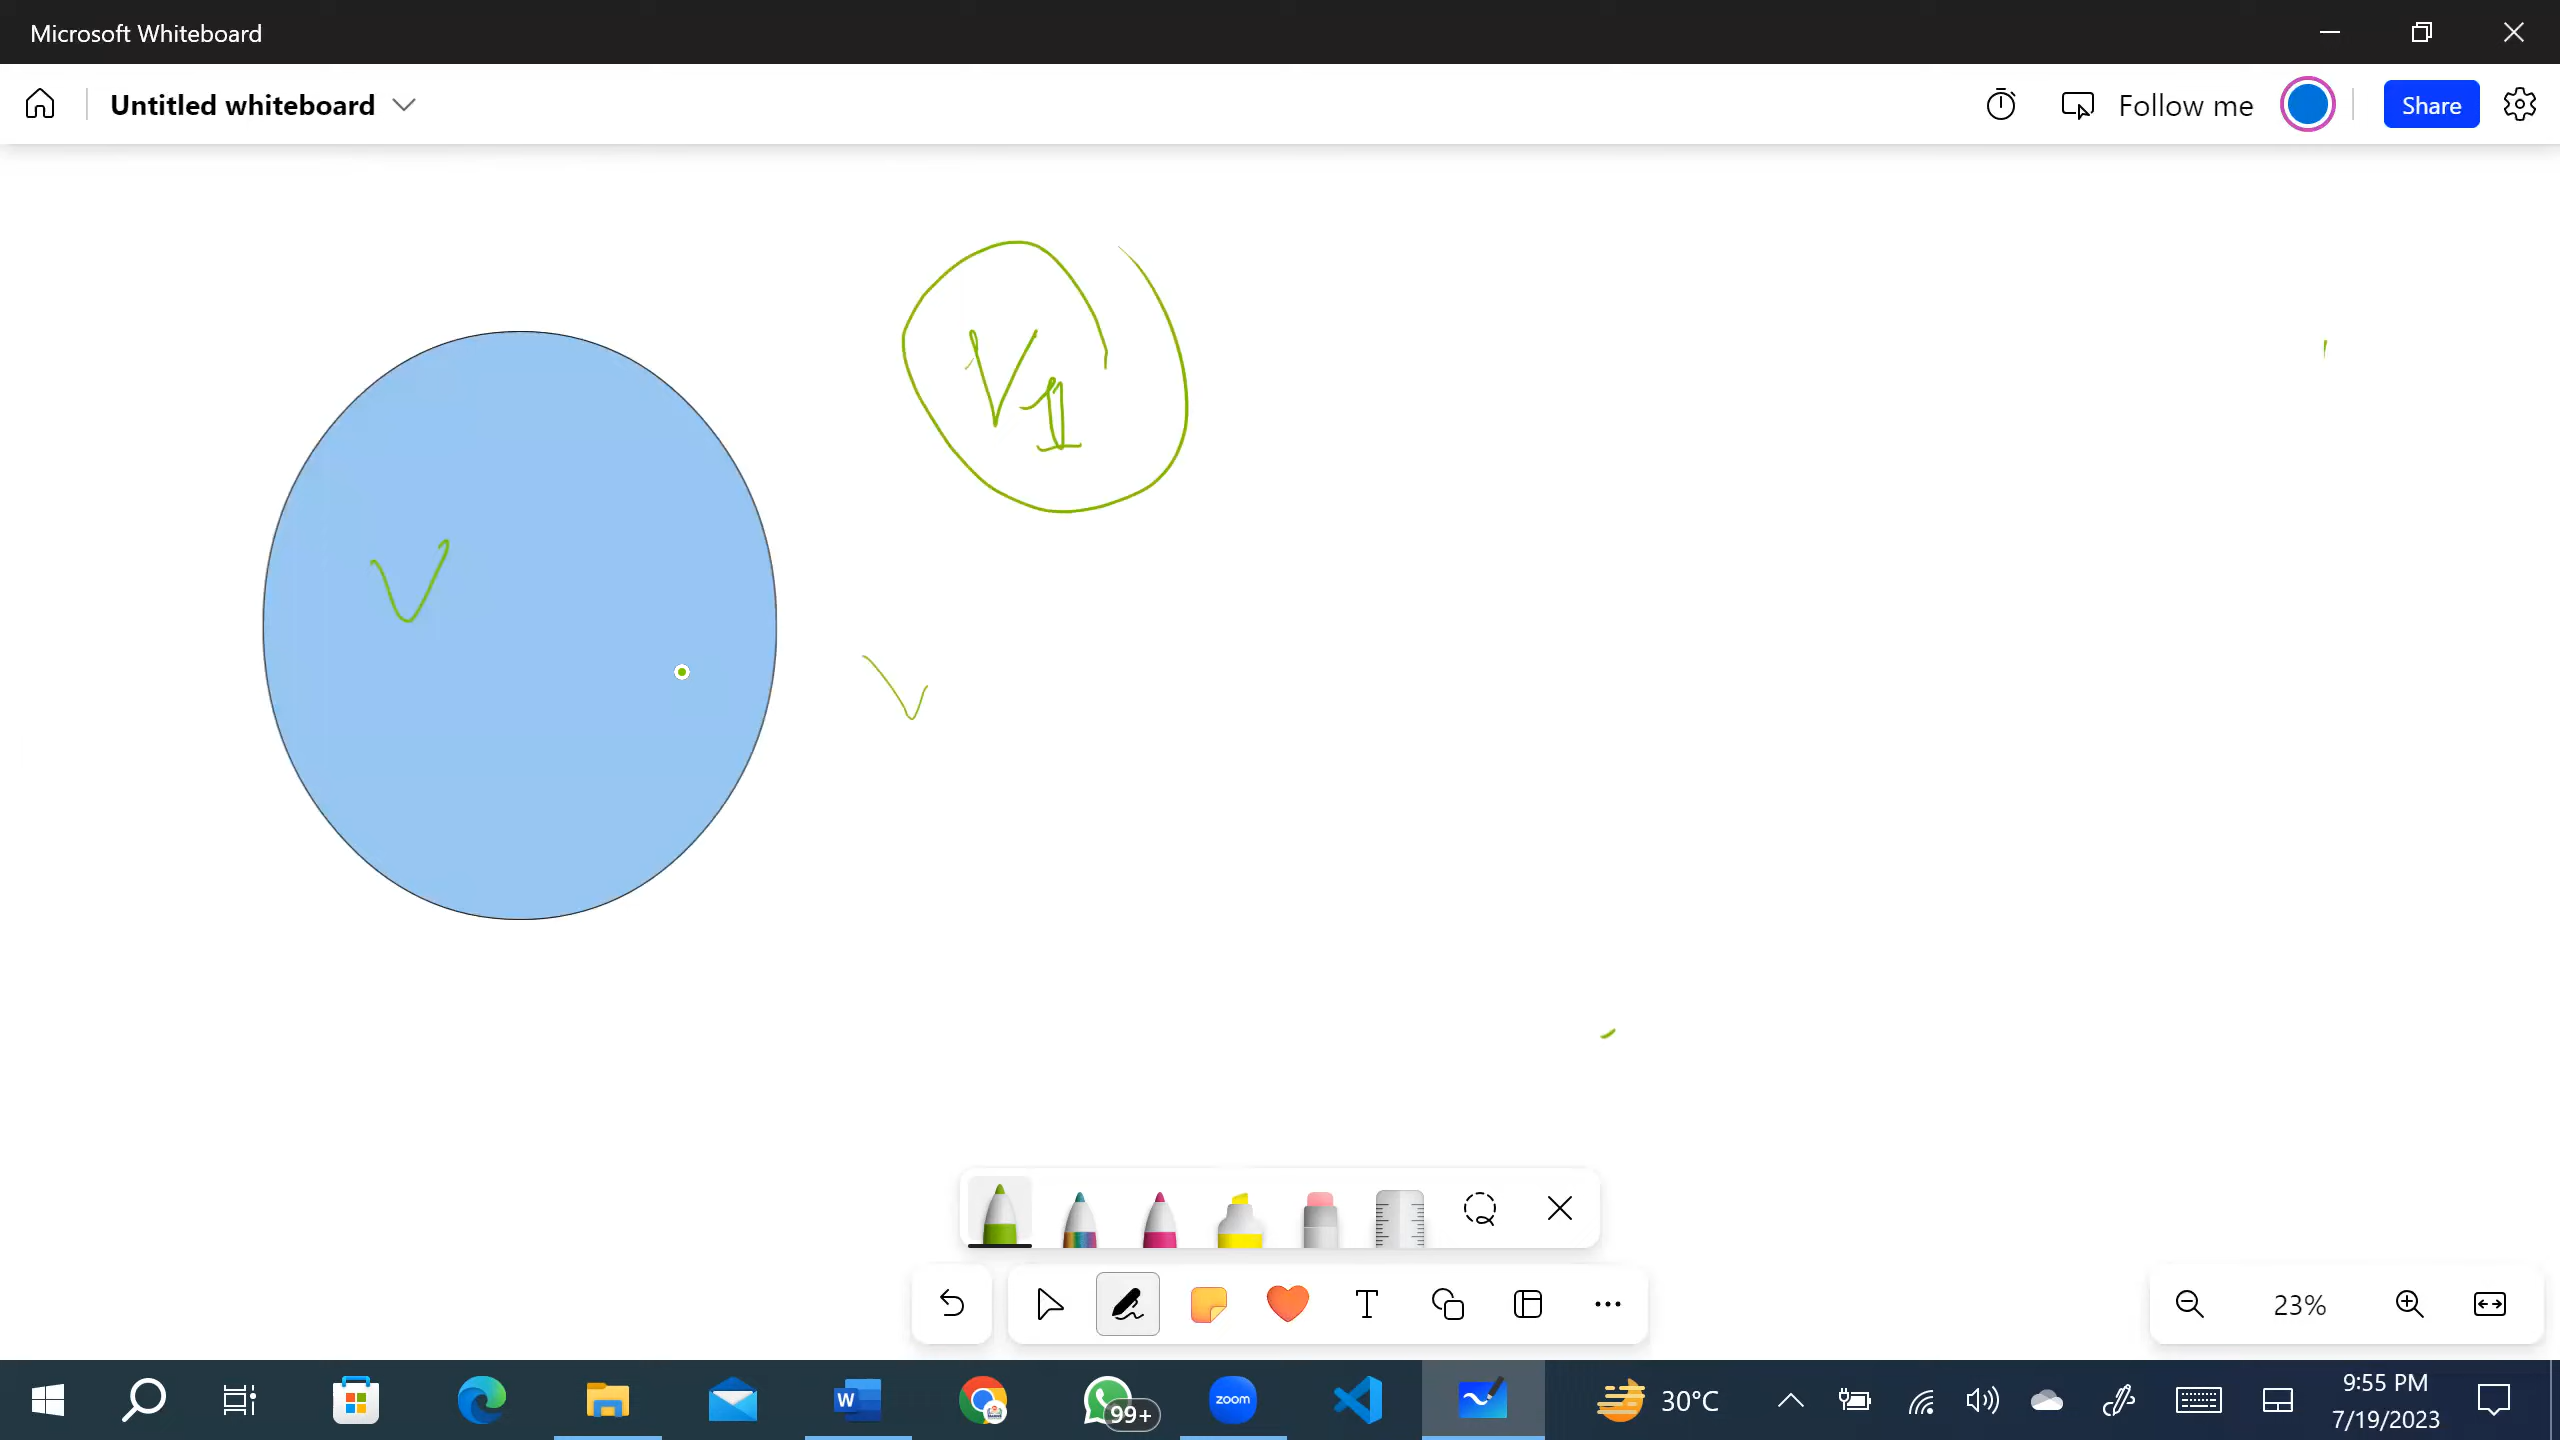 Microsoft Whiteboard
Untitled whiteboard
Follow me
Share
V1
V
V
23%
W
zoom
99+
30°C
9:55 PM
7/19/2023